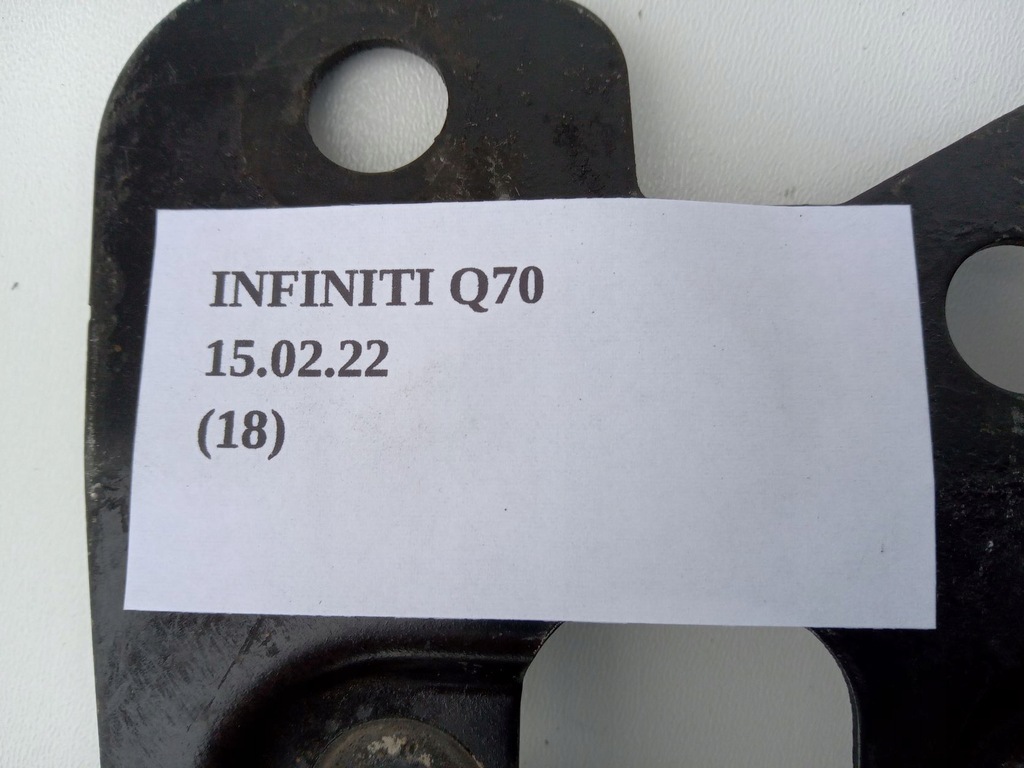 INFINITI Q70
15.02.22
(18)